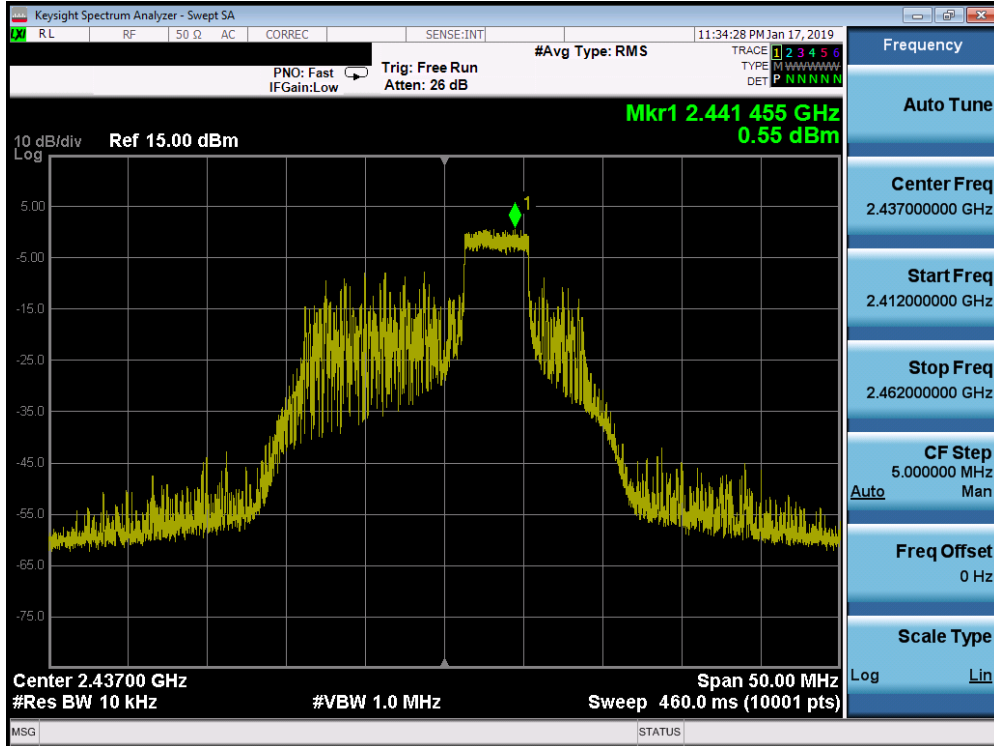 Keysight Spectrum Analyzer - Swept SA
LXI RL RF 50 Ω AC CORREC SENSE:INT 11:34:28 PM Jan 17, 2019
PNO: Fast
IFGain:Low
Trig: Free Run
Atten: 26 dB
#Avg Type: RMS
TRACE 1 2 3 4 5 6
TYPE M W W W W W
DET P N N N N N
Mkr1 2.441 455 GHz
0.55 dBm
10 dB/div
Log
Ref 15.00 dBm
1
5.00
-5.00
-15.0
-25.0
-35.0
-45.0
-55.0
-65.0
-75.0
Center 2.43700 GHz
Span 50.00 MHz
#Res BW 10 kHz
#VBW 1.0 MHz
Sweep 460.0 ms (10001 pts)
MSG
STATUS
Frequency
Auto Tune
Center Freq
2.437000000 GHz
Start Freq
2.412000000 GHz
Stop Freq
2.462000000 GHz
CF Step
5.000000 MHz
Auto Man
Freq Offset
0 Hz
Scale Type
Log Lin